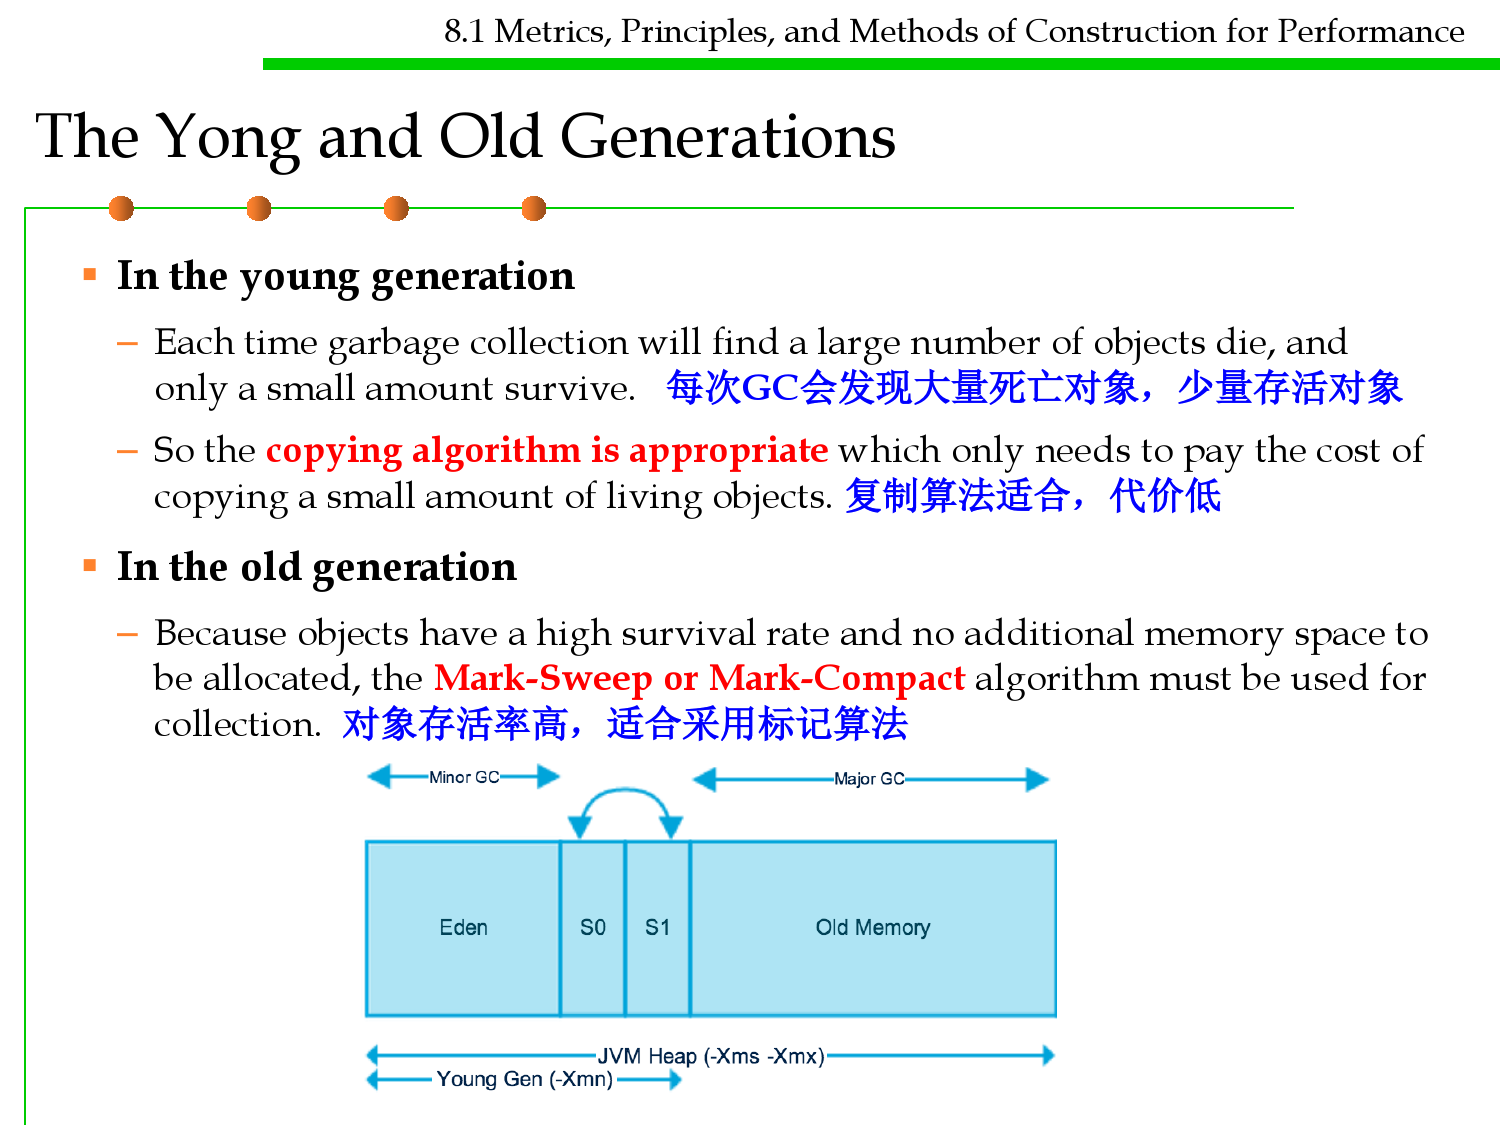 8.1 Metrics, Principles, and Methods of Construction for Performance
The Yong and Old Generations
▪ In the young generation
– Each time garbage collection will find a large number of objects die, and
only a small amount survive. 每次GC会发现大量死亡对象，少量存活对象
– So the copying algorithm is appropriate which only needs to pay the cost of
copying a small amount of living objects. 复制算法适合，代价低
▪ In the old generation
– Because objects have a high survival rate and no additional memory space to
be allocated, the Mark-Sweep or Mark-Compact algorithm must be used for
collection. 对象存活率高，适合采用标记算法
Minor GC
Major GC
Eden
S0
S1
Old Memory
JVM Heap (-Xms -Xmx)
Young Gen (-Xmn)